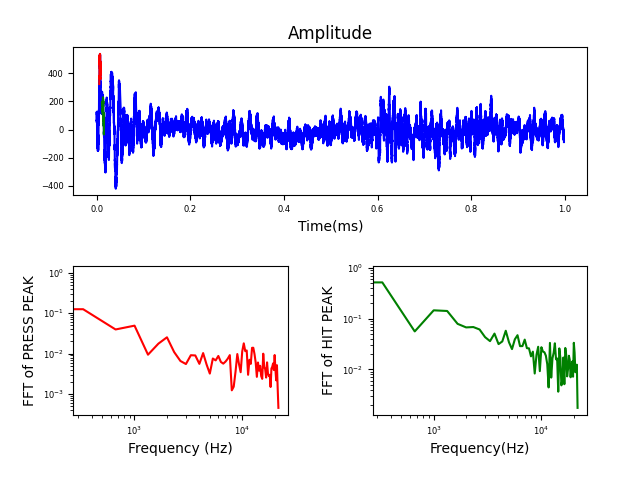 Amplitude
400
200
0
−200
−400
0.0 0.2 0.4 0.6 0.8 1.0
Time(ms)
FFT of PRESS PEAK
10⁰
10⁻¹
10⁻²
10⁻³
10³ 10⁴
Frequency (Hz)
FFT of HIT PEAK
10⁰
10⁻¹
10⁻²
10³ 10⁴
Frequency(Hz)